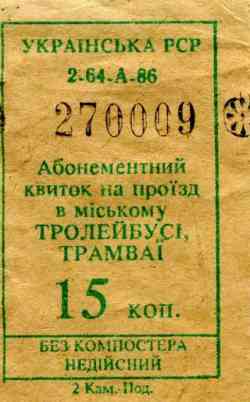 УКРАЇНСЬКА РСР
2-64-А-86
270009
Абонементний
квиток на проїзд
в міському
ТРОЛЕЙБУСІ,
ТРАМВАЇ
15 коп.
БЕЗ КОМПОСТЕРА
НЕДІЙСНИЙ
2 Кам. Под.